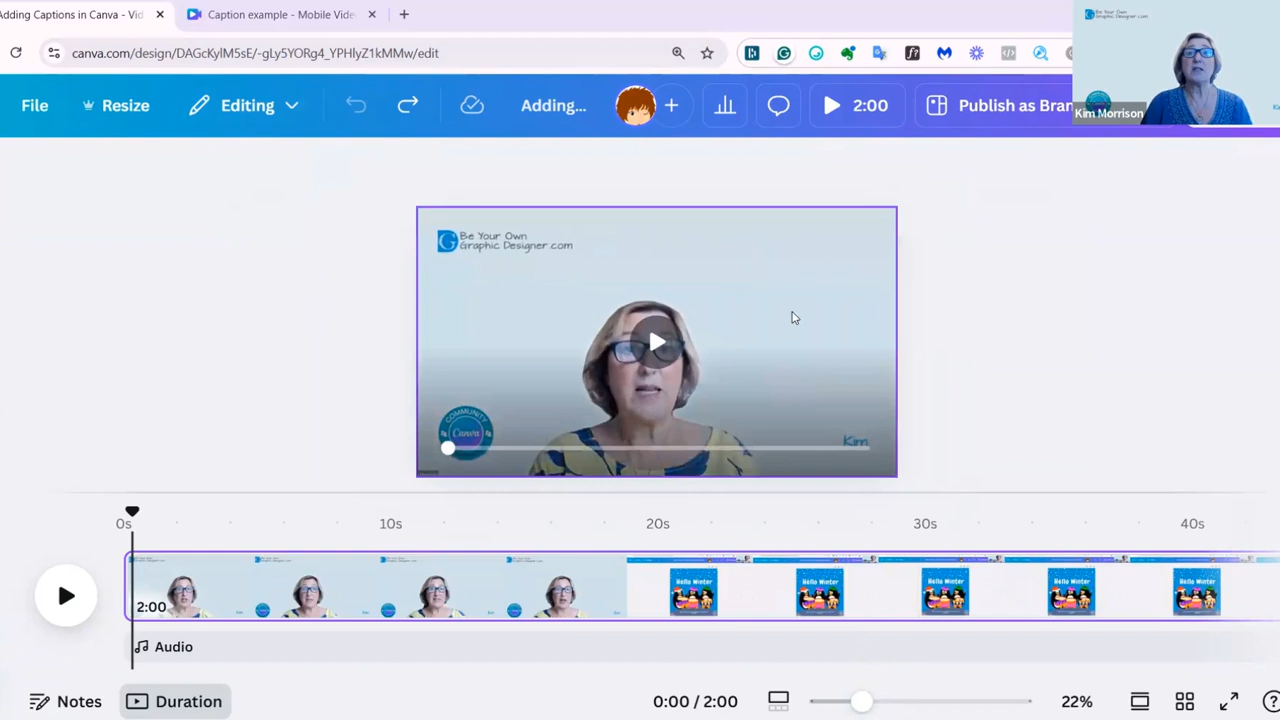 Adding Captions in Canva - Vid
Caption example - Mobile Vide
canva.com/design/DAGcKylM5sE/-qLy5YORg4_YPHlyZ1kMMw/edit
File
Resize
Editing
Adding...
2:00
Publish as Bran
Kim Morrison
Be Your Own
Graphic Designer.com
COMMUNITY
Canva
Kim
0s
10s
20s
30s
40s
2:00
Hello Winter
Hello Winter
Hello Winter
Hello Winter
Hello Winter
Audio
Notes
Duration
0:00 / 2:00
22%